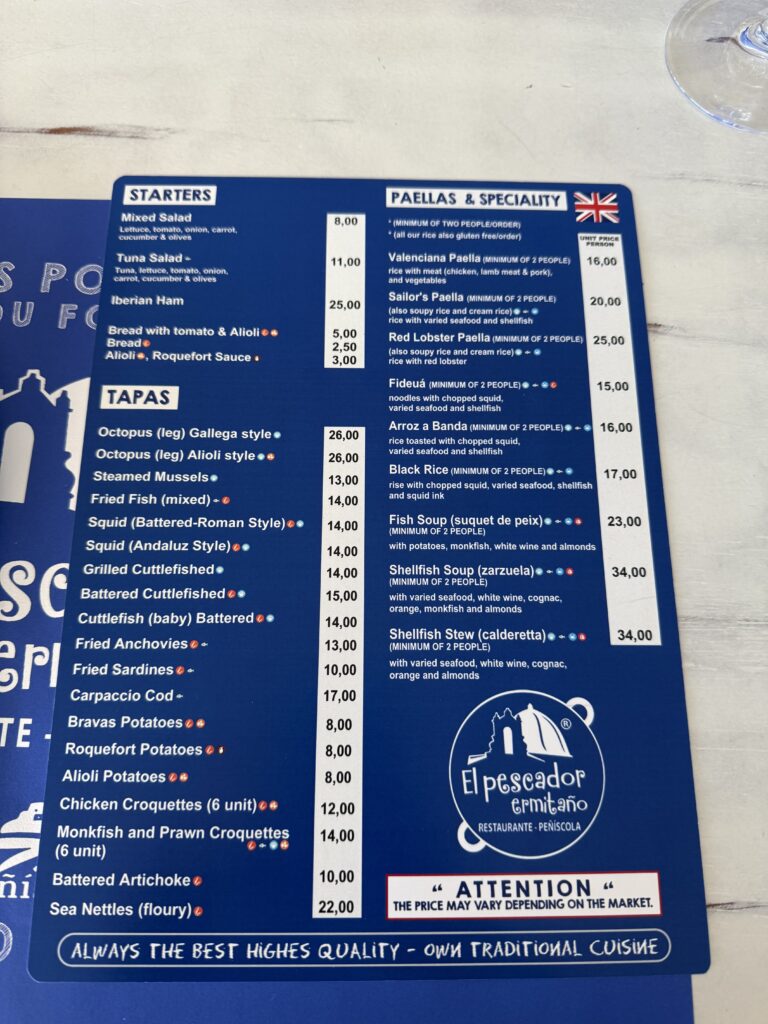 STARTERS
Mixed Salad 8,00
Lettuce, tomato, onion, carrot,
cucumber & olives
Tuna Salad 11,00
Tuna, lettuce, tomato, onion,
carrot, cucumber & olives
Iberian Ham 25,00
Bread with tomato & Alioli 5,00
Bread 2,50
Alioli, Roquefort Sauce 3,00
TAPAS
Octopus (leg) Gallega style 26,00
Octopus (leg) Alioli style 26,00
Steamed Mussels 13,00
Fried Fish (mixed) 14,00
Squid (Battered-Roman Style) 14,00
Squid (Andaluz Style) 14,00
Grilled Cuttlefished 14,00
Battered Cuttlefished 15,00
Cuttlefish (baby) Battered 14,00
Fried Anchovies 13,00
Fried Sardines 10,00
Carpaccio Cod 17,00
Bravas Potatoes 8,00
Roquefort Potatoes 8,00
Alioli Potatoes 8,00
Chicken Croquettes (6 unit) 12,00
Monkfish and Prawn Croquettes 14,00
(6 unit)
Battered Artichoke 10,00
Sea Nettles (floury) 22,00
PAELLAS & SPECIALITY
* (MINIMUM OF TWO PEOPLE/ORDER)
* (all our rice also gluten free/order)
UNIT PRICE
PERSON
Valenciana Paella (MINIMUM OF 2 PEOPLE) 16,00
rice with meat (chicken, lamb meat & pork),
and vegetables
Sailor's Paella (MINIMUM OF 2 PEOPLE) 20,00
(also soupy rice and cream rice)
rice with varied seafood and shellfish
Red Lobster Paella (MINIMUM OF 2 PEOPLE) 25,00
(also soupy rice and cream rice)
rice with red lobster
Fideuá (MINIMUM OF 2 PEOPLE) 15,00
noodles with chopped squid,
varied seafood and shellfish
Arroz a Banda (MINIMUM OF 2 PEOPLE) 16,00
rice toasted with chopped squid,
varied seafood and shellfish
Black Rice (MINIMUM OF 2 PEOPLE) 17,00
rise with chopped squid, varied seafood, shellfish
and squid ink
Fish Soup (suquet de peix) 23,00
(MINIMUM OF 2 PEOPLE)
with potatoes, monkfish, white wine and almonds
Shellfish Soup (zarzuela) 34,00
(MINIMUM OF 2 PEOPLE)
with varied seafood, white wine, cognac,
orange, monkfish and almonds
Shellfish Stew (calderetta) 34,00
(MINIMUM OF 2 PEOPLE)
with varied seafood, white wine, cognac,
orange and almonds
®
El pescador
ermitaño
RESTAURANTE - PEÑÍSCOLA
“ ATTENTION “
THE PRICE MAY VARY DEPENDING ON THE MARKET.
ALWAYS THE BEST HIGHES QUALITY - OWN TRADITIONAL CUISINE